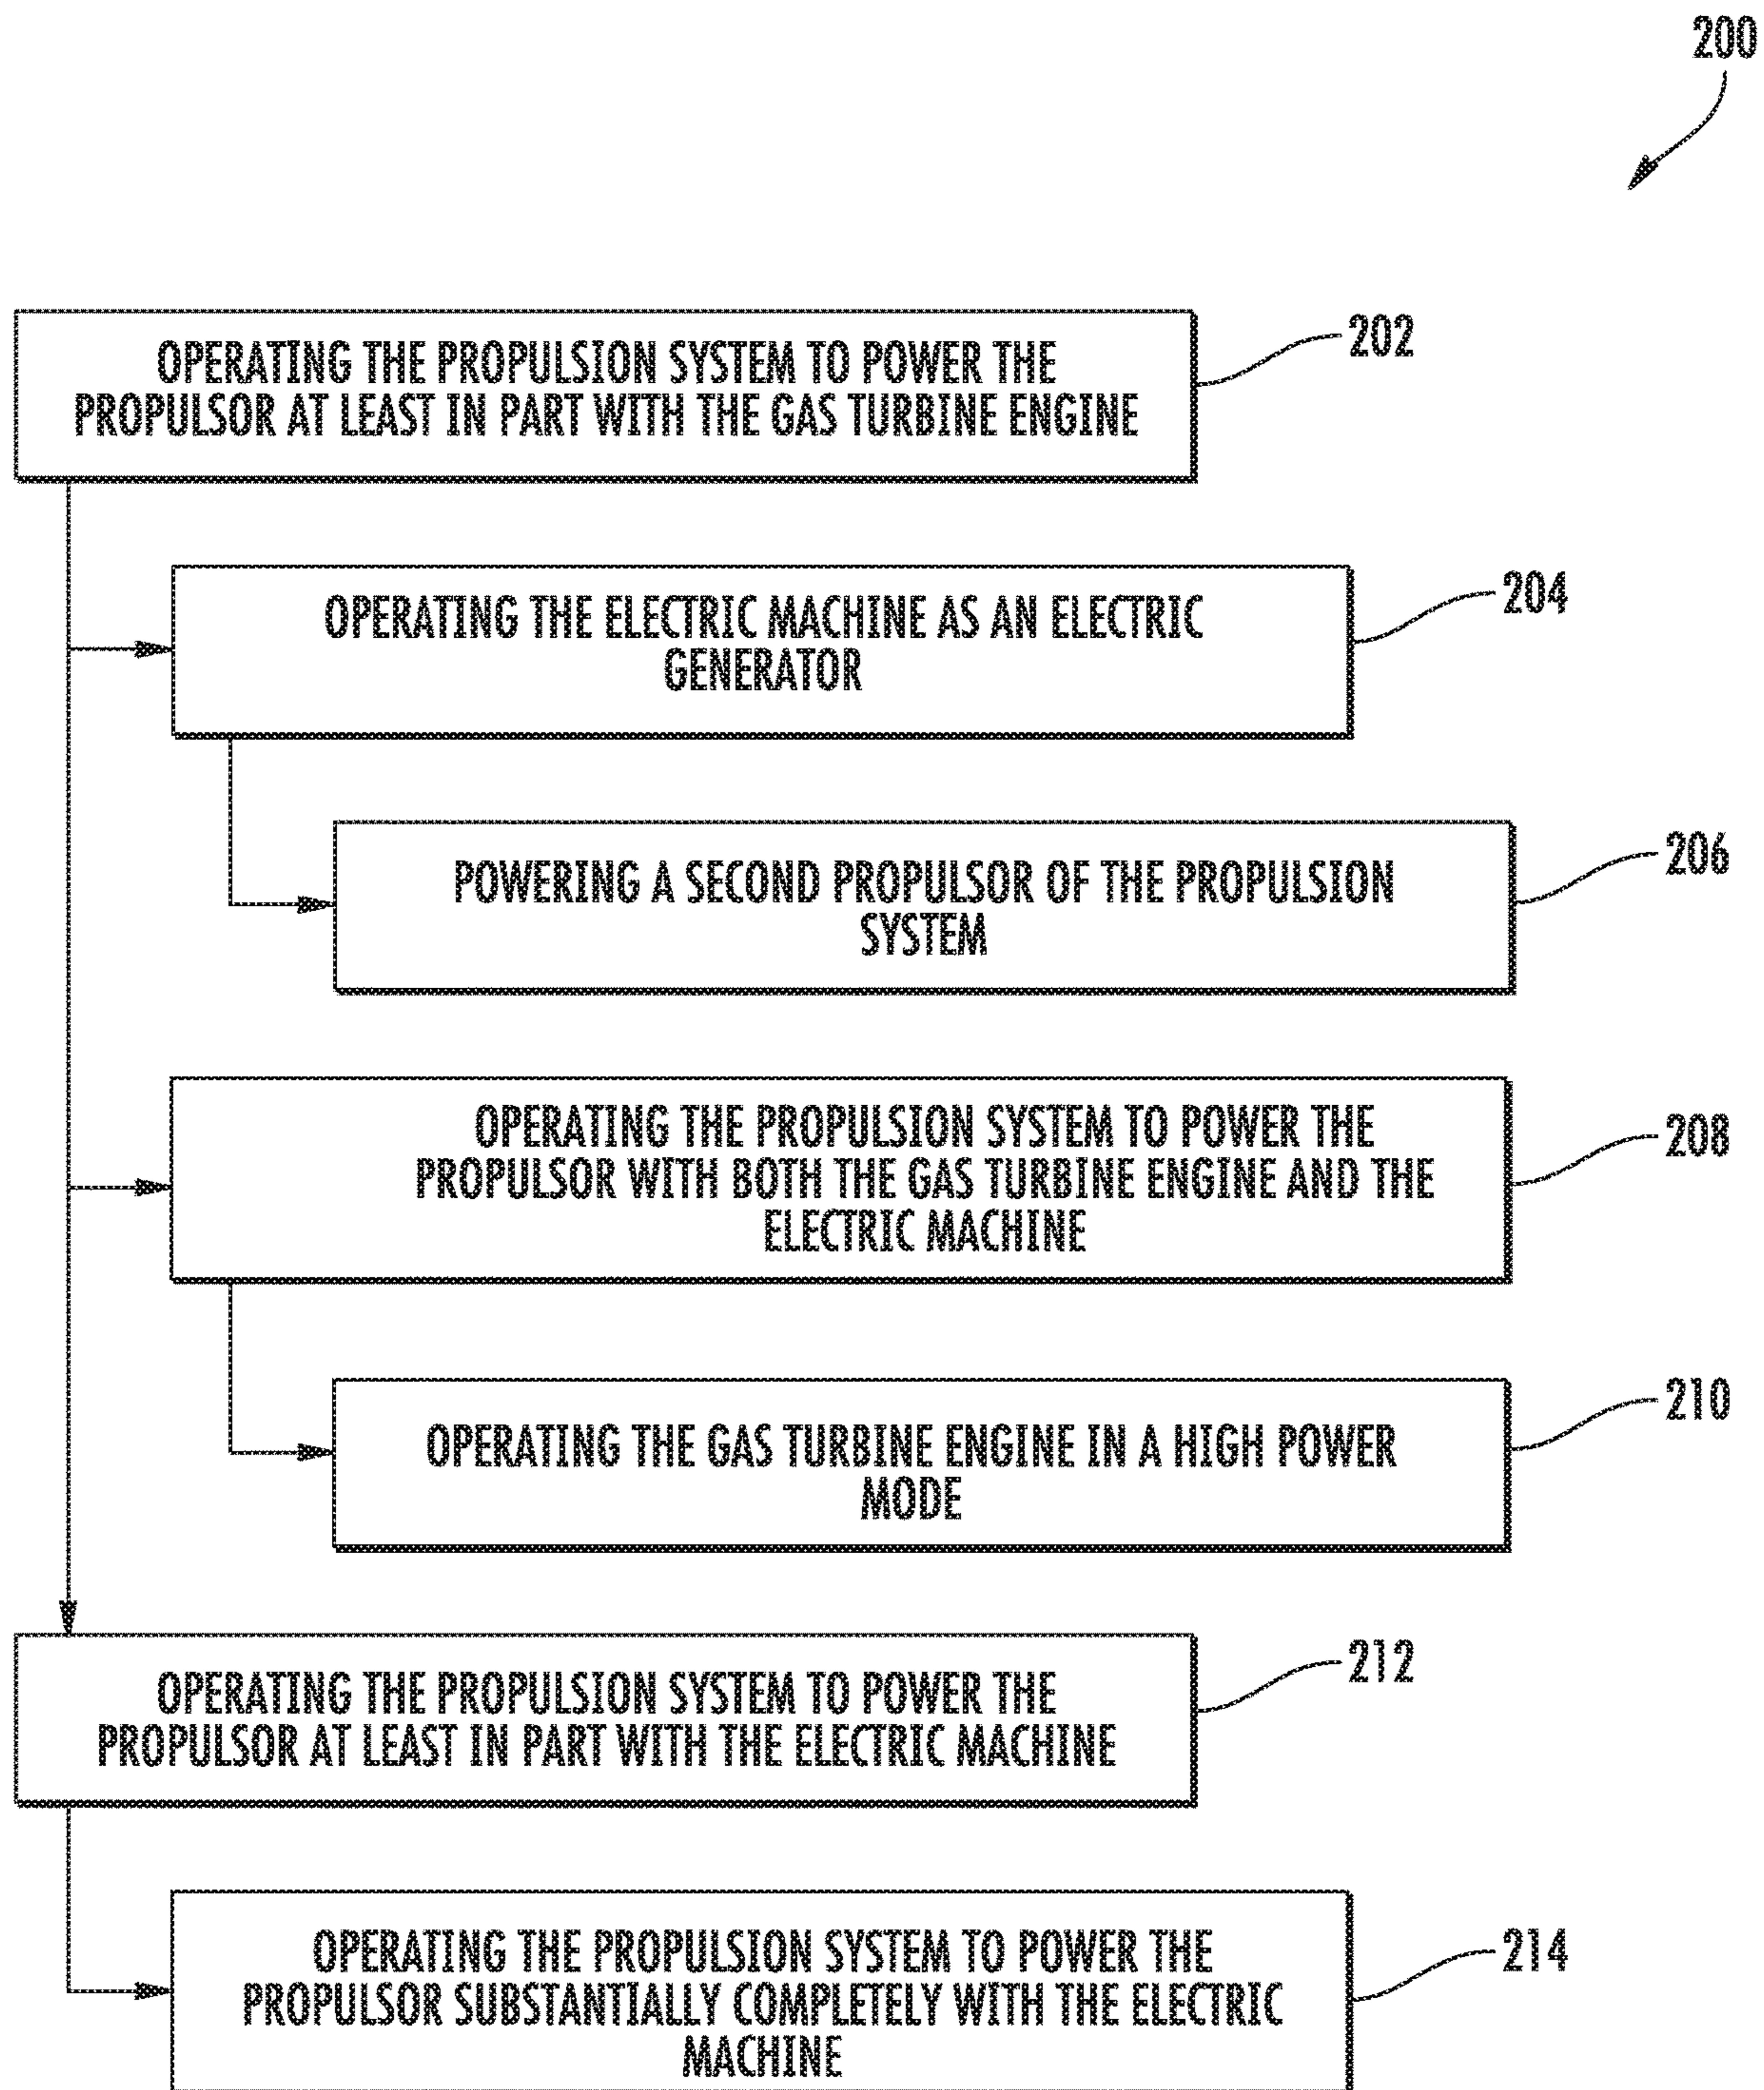 200
OPERATING THE PROPULSION SYSTEM TO POWER THE
PROPULSOR AT LEAST IN PART WITH THE GAS TURBINE ENGINE
202
OPERATING THE ELECTRIC MACHINE AS AN ELECTRIC
GENERATOR
204
POWERING A SECOND PROPULSOR OF THE PROPULSION
SYSTEM
206
OPERATING THE PROPULSION SYSTEM TO POWER THE
PROPULSOR WITH BOTH THE GAS TURBINE ENGINE AND THE
ELECTRIC MACHINE
208
OPERATING THE GAS TURBINE ENGINE IN A HIGH POWER
MODE
210
OPERATING THE PROPULSION SYSTEM TO POWER THE
PROPULSOR AT LEAST IN PART WITH THE ELECTRIC MACHINE
212
OPERATING THE PROPULSION SYSTEM TO POWER THE
PROPULSOR SUBSTANTIALLY COMPLETELY WITH THE ELECTRIC
MACHINE
214